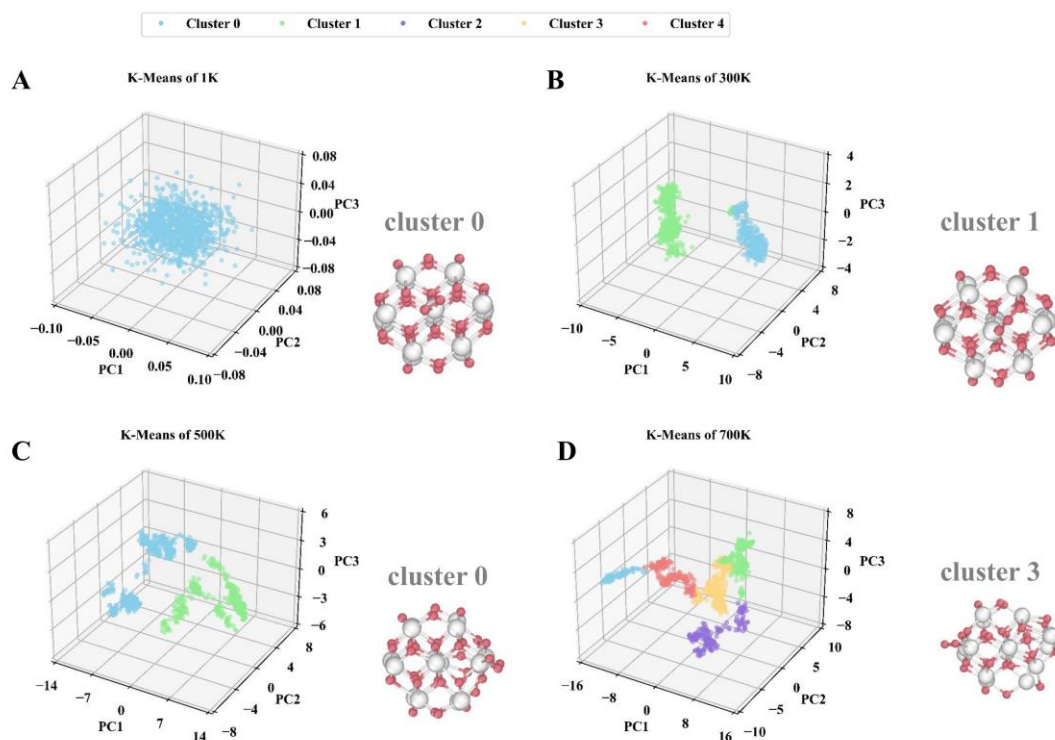 Cluster 0 Cluster 1 Cluster 2 Cluster 3 Cluster 4
A
K-Means of 1K
0.08
0.04
0.00
−0.04
−0.08
PC3
−0.10
−0.05
0.00
0.05
0.10
PC1
−0.08
−0.04
0.00
0.04
0.08
PC2
cluster 0
B
K-Means of 300K
4
2
0
−2
−4
PC3
−10
−5
0
5
10
PC1
−8
−4
0
4
8
PC2
cluster 1
C
K-Means of 500K
6
3
0
−3
−6
PC3
−14
−7
0
7
14
PC1
−8
−4
0
4
8
PC2
cluster 0
D
K-Means of 700K
8
4
0
−4
−8
PC3
−16
−8
0
8
16
PC1
−10
−5
0
5
10
PC2
cluster 3